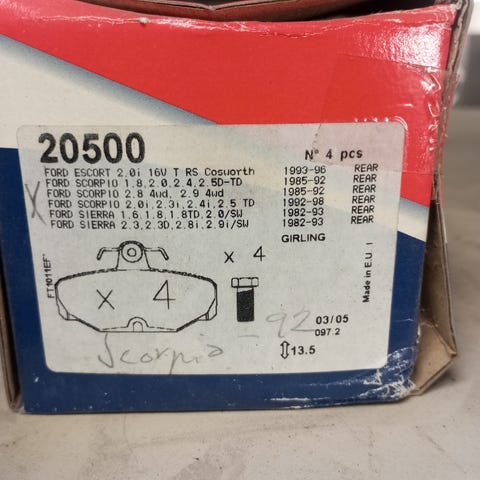 20500
N° 4 pcs
FORD ESCORT 2.0i 16V T RS Cosworth 1993-96 REAR
FORD SCORPIO 1.8,2.0,2.4,2.5D-TD 1985-92 REAR
FORD SCORPIO 2.8 4wd, 2.9 4wd 1985-92 REAR
X FORD SCORPIO 2.0i,2.3i,2.4i,2.5 TD 1992-98 REAR
FORD SIERRA 1.6,1.8,1.8TD,2.0/SW 1982-93 REAR
FORD SIERRA 2.3,2.3D,2.8i,2.9i/SW 1982-93 REAR
GIRLING
x 4
x 4
FT1011EF
Made in E.U. I
03/05
097.2
Scorpio - 92
13.5